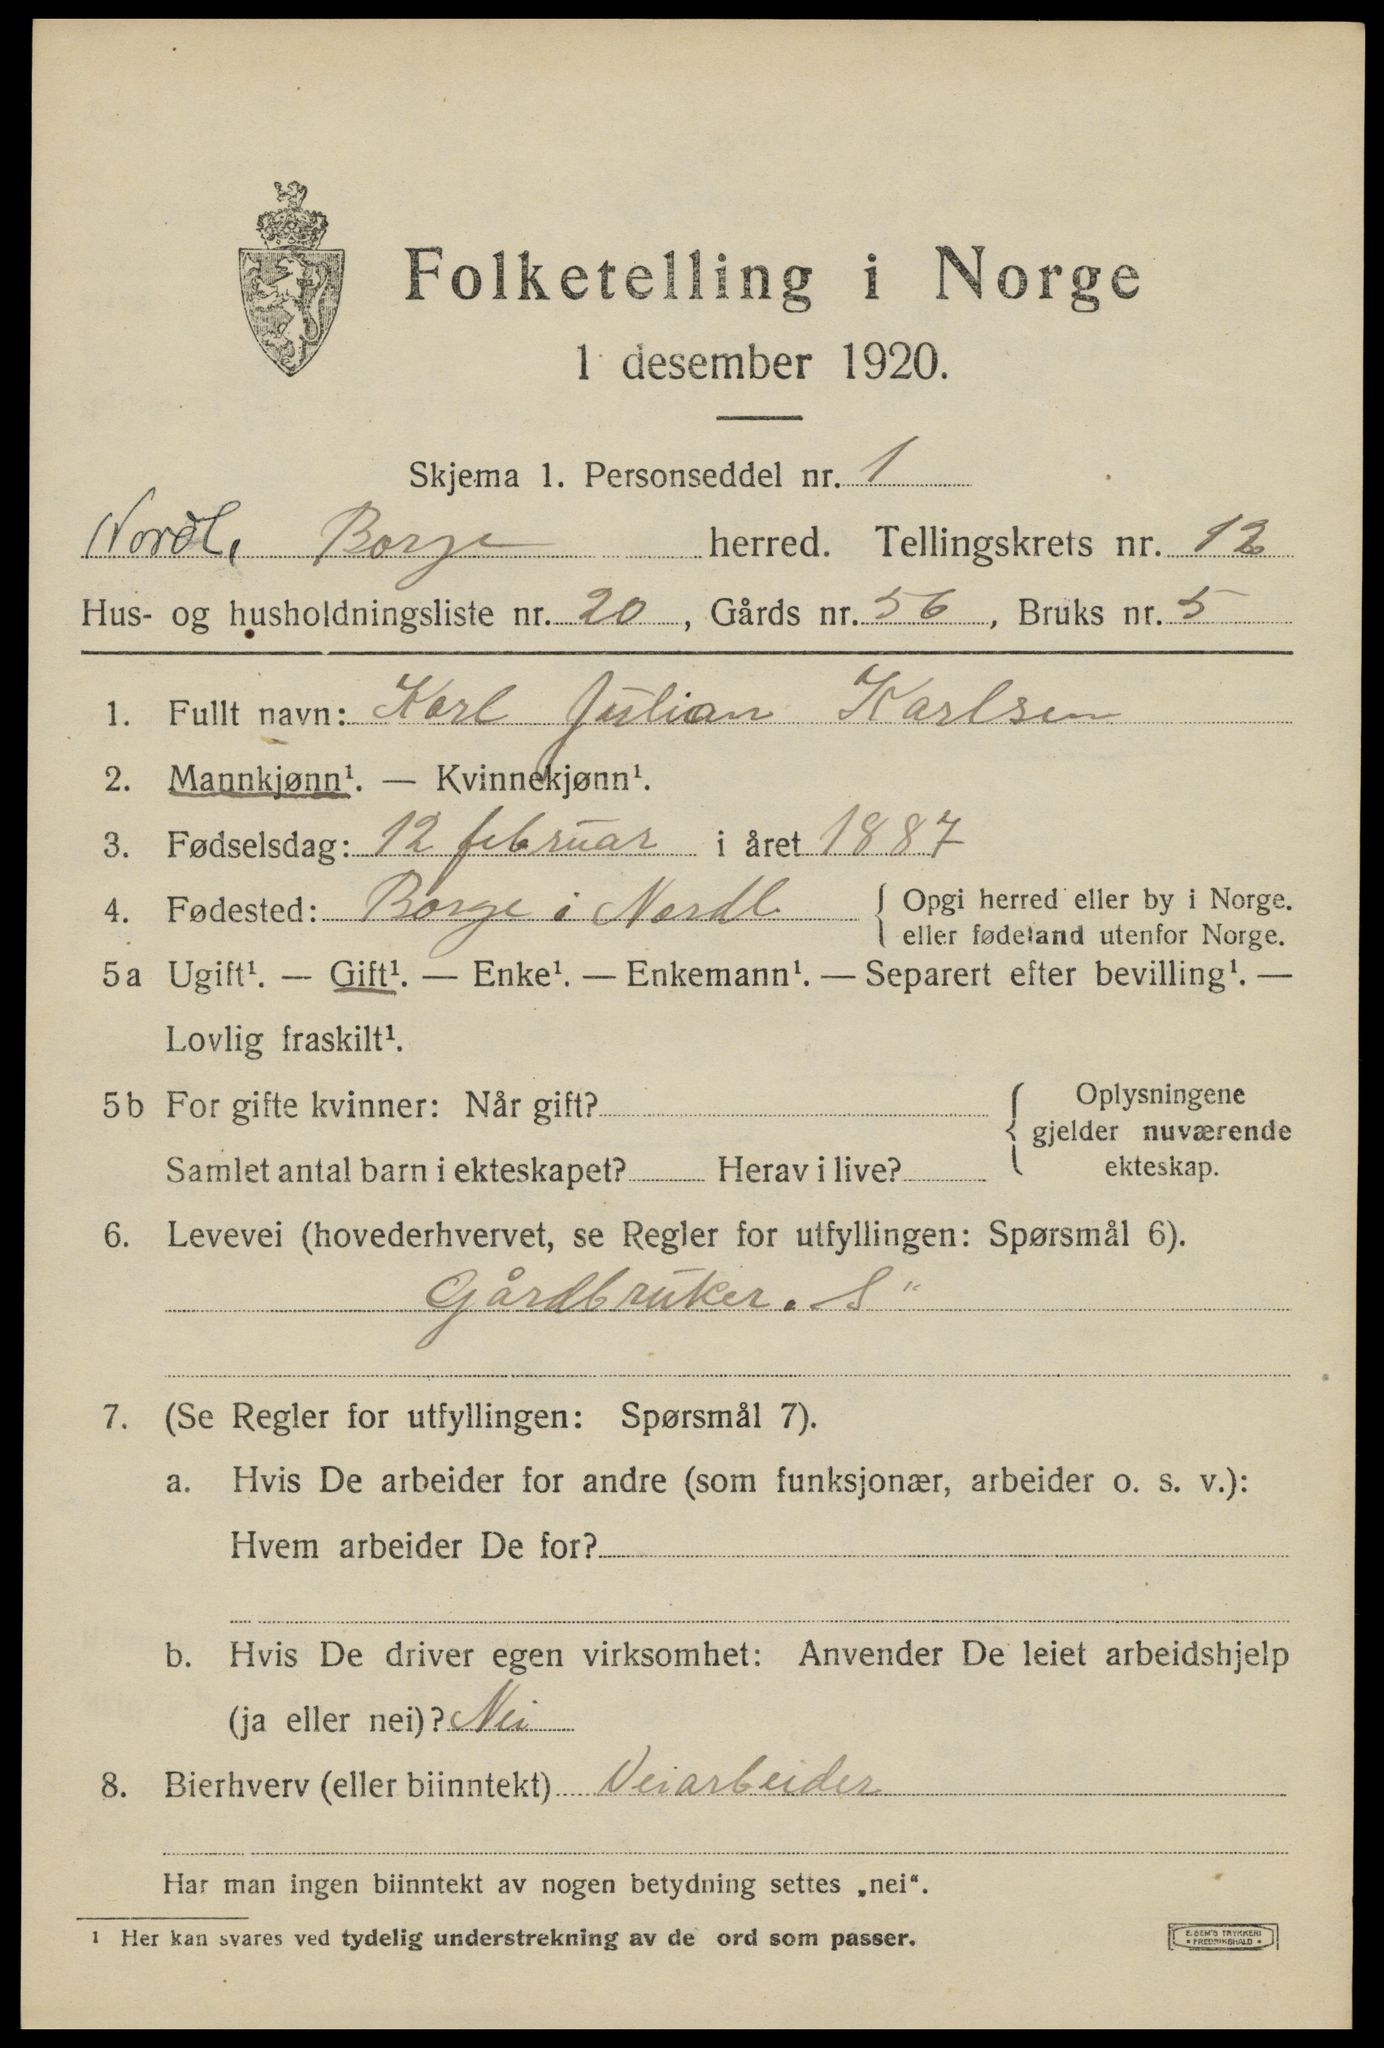 Folketelling i Norge
1 desember 1920.
Skjema 1. Personseddel nr. 1
Nordl. Borge herred. Tellingskrets nr. 12
Hus- og husholdningsliste nr. 20, Gårds nr. 56, Bruks nr. 5
1. Fullt navn: Karl Julian Karlsen
2. Mannkjønn¹. — Kvinnekjønn¹.
3. Fødselsdag: 12 februar i året 1887
4. Fødested: Borge i Nordl. { Opgi herred eller by i Norge.
eller fødeland utenfor Norge.
5a Ugift¹. — Gift¹. — Enke¹. — Enkemann¹. — Separert efter bevilling¹. —
Lovlig fraskilt¹.
5b For gifte kvinner: Når gift?
Samlet antal barn i ekteskapet? Herav i live?
{ Oplysningene
gjelder nuværende
ekteskap.
6. Levevei (hovederhvervet, se Regler for utfyllingen: Spørsmål 6).
Gårdbruker. S"
7. (Se Regler for utfyllingen: Spørsmål 7).
a. Hvis De arbeider for andre (som funksjonær, arbeider o. s. v.):
Hvem arbeider De for?
b. Hvis De driver egen virksomhet: Anvender De leiet arbeidshjelp
(ja eller nei)? Nei
8. Bierhverv (eller biinntekt) Veiarbeider
Har man ingen biinntekt av nogen betydning settes „nei“.
1 Her kan svares ved tydelig understrekning av de ord som passer.
E. SEM'S TRYKKERI
• FREDRIKSHALD •